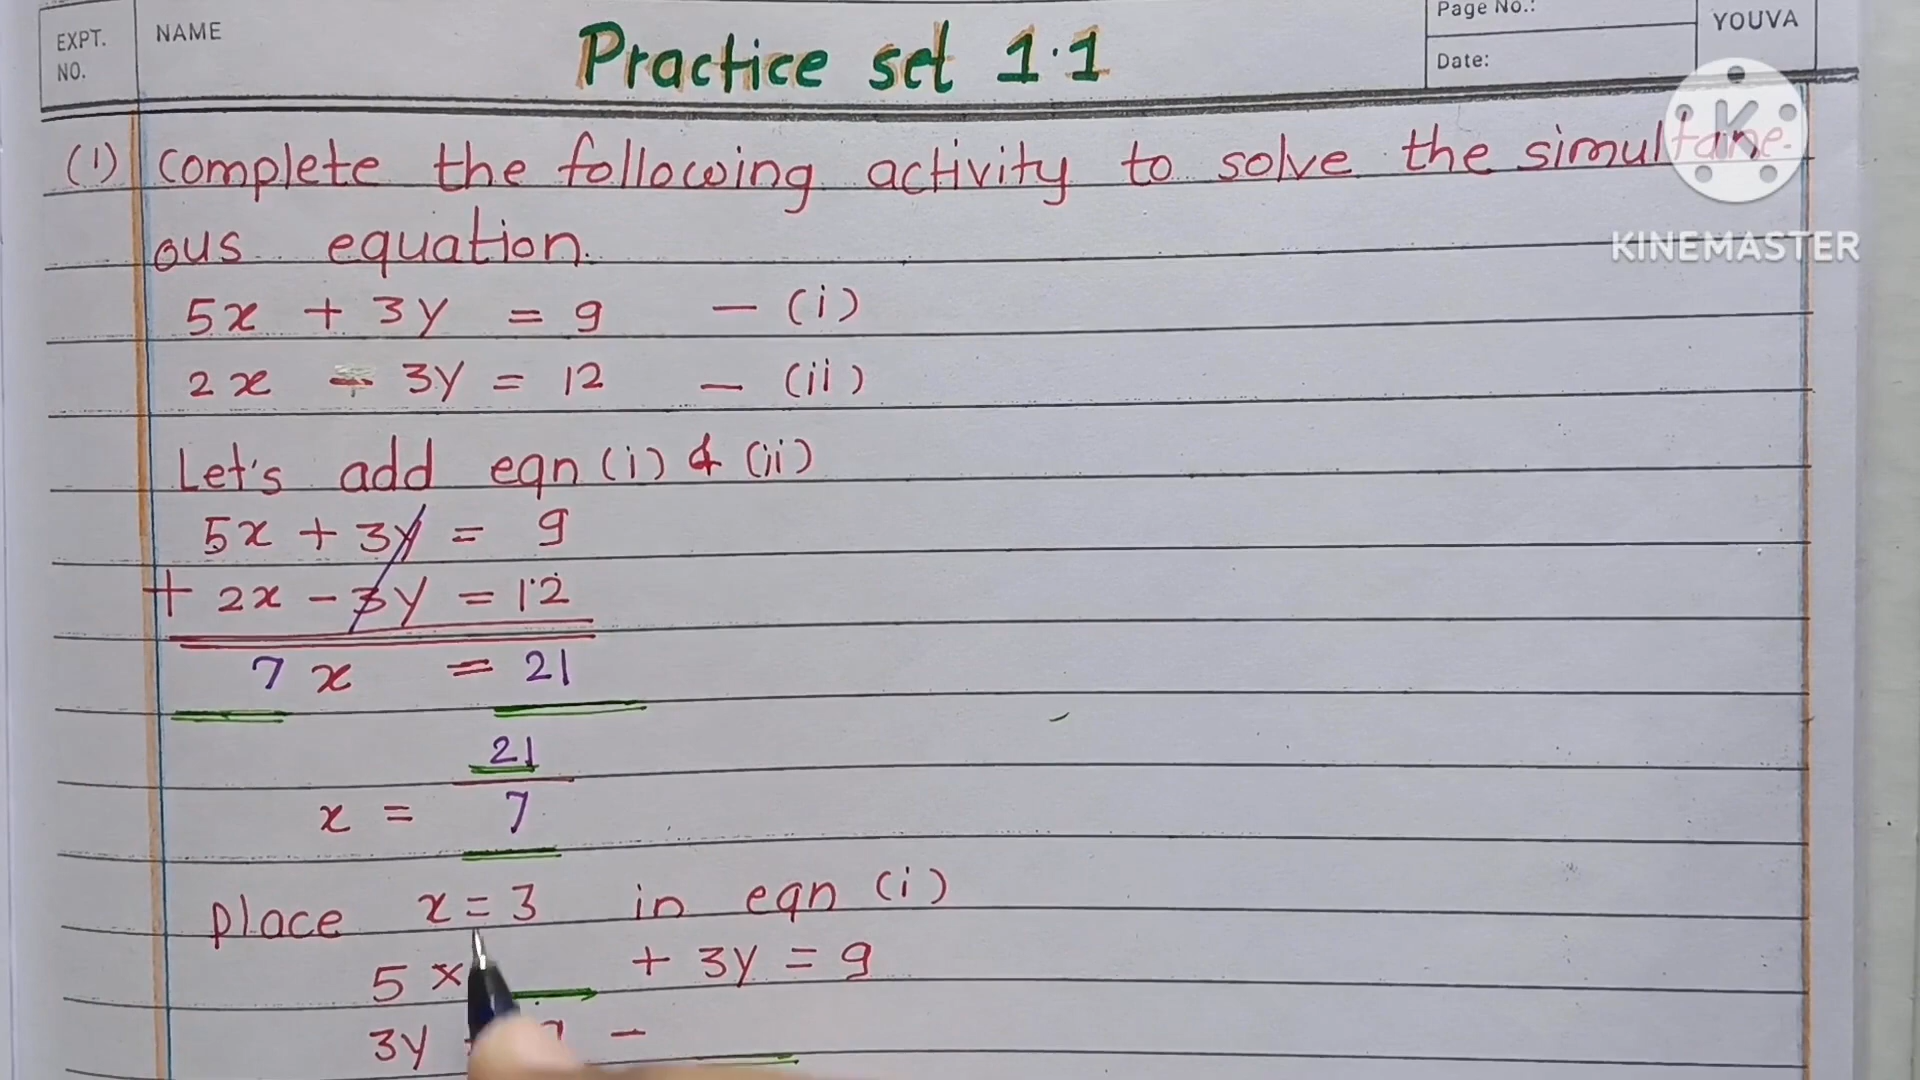 EXPT. NO.
NAME
Practice set 1.1
Page No.:
Date:
YOUVA
K
KINEMASTER
(1) complete the following activity to solve the simultane-
ous equation.
5x + 3y = 9 - (i)
2x - 3y = 12 - (ii)
Let's add eqn (i) & (ii)
5x + 3y = 9
+ 2x - 3y = 12
7x = 21
21
x =
7
place x = 3 in eqn (i)
5 × + 3y = 9
3y -